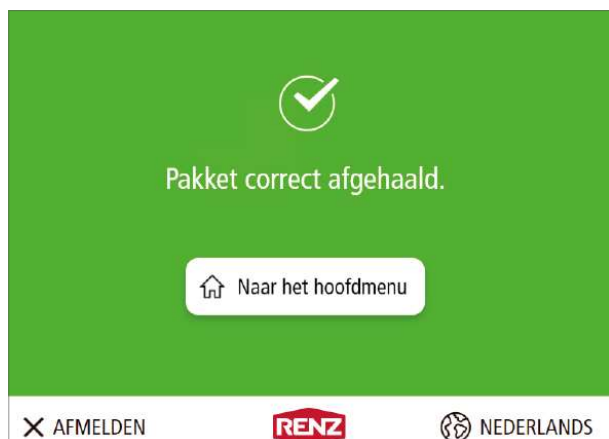 Pakket correct afgehaald.
Naar het hoofdmenu
AFMELDEN
RENZ
NEDERLANDS